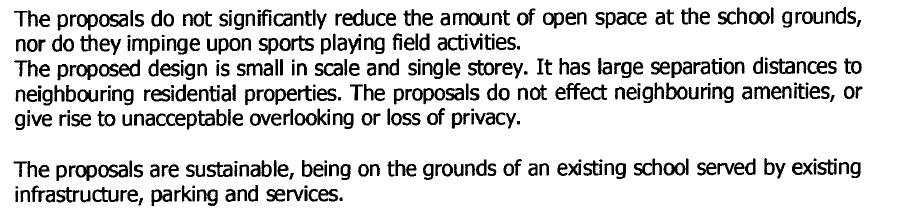 The proposals do not significantly reduce the amount of open space at the school grounds,
nor do they impinge upon sports playing field activities.
The proposed design is small in scale and single storey. It has large separation distances to
neighbouring residential properties. The proposals do not effect neighbouring amenities, or
give rise to unacceptable overlooking or loss of privacy.
The proposals are sustainable, being on the grounds of an existing school served by existing
infrastructure, parking and services.